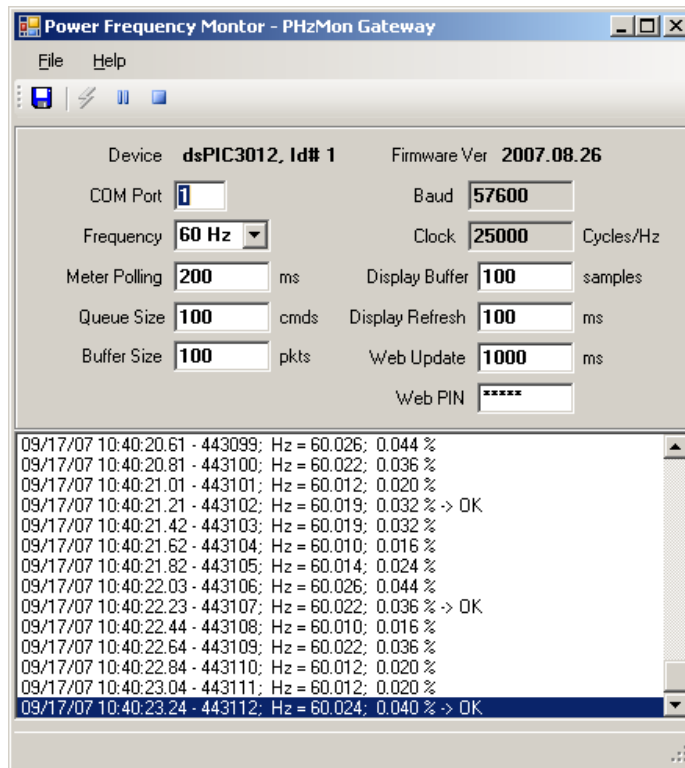 Power Frequency Montor - PHzMon Gateway
File Help
Device dsPIC3012, Id# 1 Firmware Ver 2007.08.26
COM Port 1 Baud 57600
Frequency 60 Hz Clock 25000 Cycles/Hz
Meter Polling 200 ms Display Buffer 100 samples
Queue Size 100 cmds Display Refresh 100 ms
Buffer Size 100 pkts Web Update 1000 ms
Web PIN *****
09/17/07 10:40:20.61 - 443099; Hz = 60.026; 0.044 %
09/17/07 10:40:20.81 - 443100; Hz = 60.022; 0.036 %
09/17/07 10:40:21.01 - 443101; Hz = 60.012; 0.020 %
09/17/07 10:40:21.21 - 443102; Hz = 60.019; 0.032 % -> OK
09/17/07 10:40:21.42 - 443103; Hz = 60.019; 0.032 %
09/17/07 10:40:21.62 - 443104; Hz = 60.010; 0.016 %
09/17/07 10:40:21.82 - 443105; Hz = 60.014; 0.024 %
09/17/07 10:40:22.03 - 443106; Hz = 60.026; 0.044 %
09/17/07 10:40:22.23 - 443107; Hz = 60.022; 0.036 % -> OK
09/17/07 10:40:22.44 - 443108; Hz = 60.010; 0.016 %
09/17/07 10:40:22.64 - 443109; Hz = 60.022; 0.036 %
09/17/07 10:40:22.84 - 443110; Hz = 60.012; 0.020 %
09/17/07 10:40:23.04 - 443111; Hz = 60.012; 0.020 %
09/17/07 10:40:23.24 - 443112; Hz = 60.024; 0.040 % -> OK